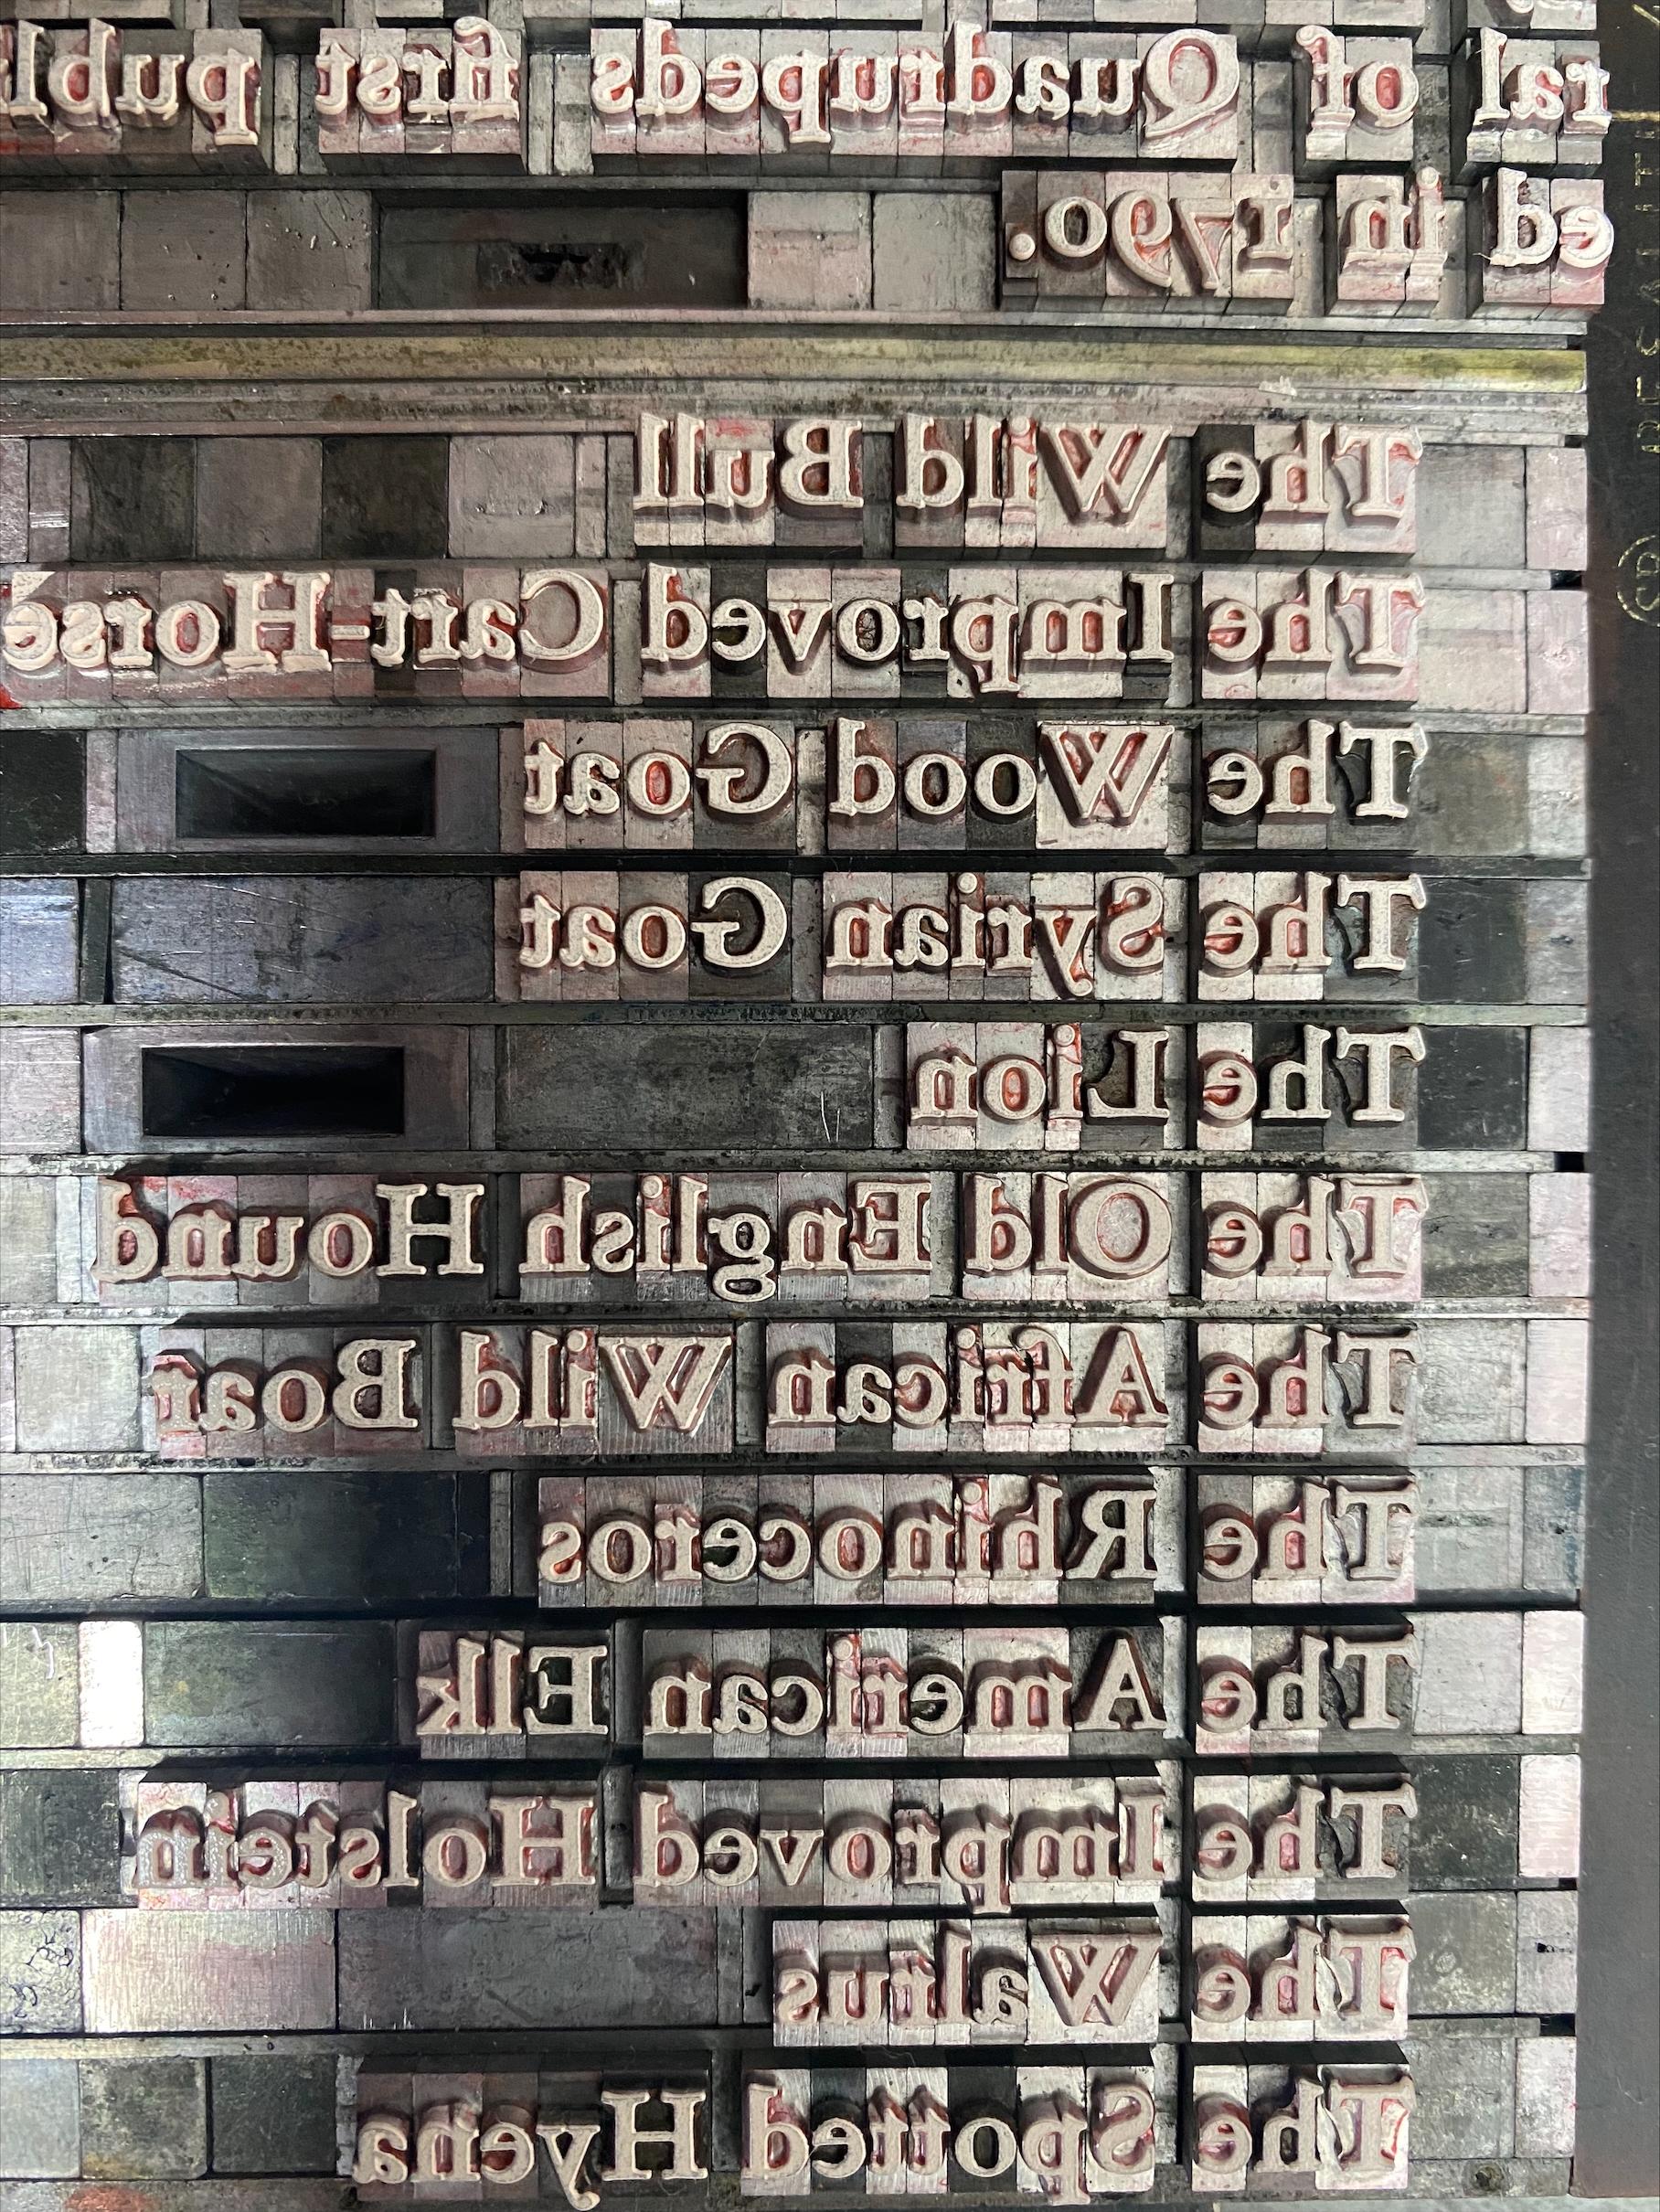 ral of Quadrupeds first publ
ed in 1790.
The Wild Bull
The Improved Cart-Horse
The Wood Goat
The Syrian Goat
The Lion
The Old English Hound
The African Wild Boar
The Rhinoceros
The American Elk
The Improved Holstein
The Walrus
The Spotted Hyena